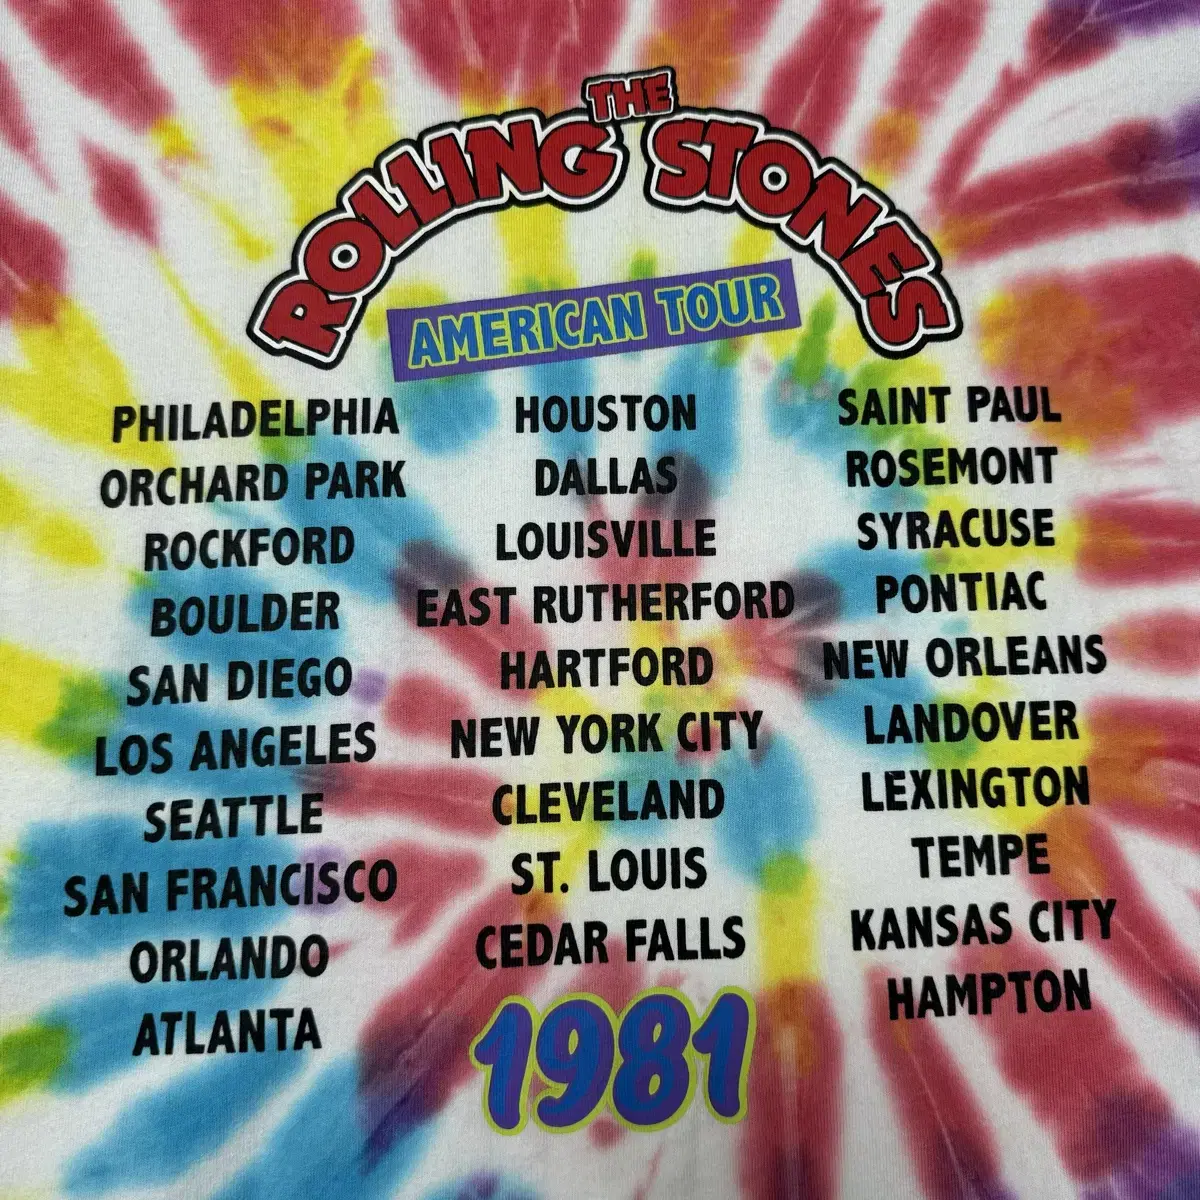 THE
ROLLING STONES
AMERICAN TOUR
PHILADELPHIA
ORCHARD PARK
ROCKFORD
BOULDER
SAN DIEGO
LOS ANGELES
SEATTLE
SAN FRANCISCO
ORLANDO
ATLANTA
HOUSTON
DALLAS
LOUISVILLE
EAST RUTHERFORD
HARTFORD
NEW YORK CITY
CLEVELAND
ST. LOUIS
CEDAR FALLS
SAINT PAUL
ROSEMONT
SYRACUSE
PONTIAC
NEW ORLEANS
LANDOVER
LEXINGTON
TEMPE
KANSAS CITY
HAMPTON
1981